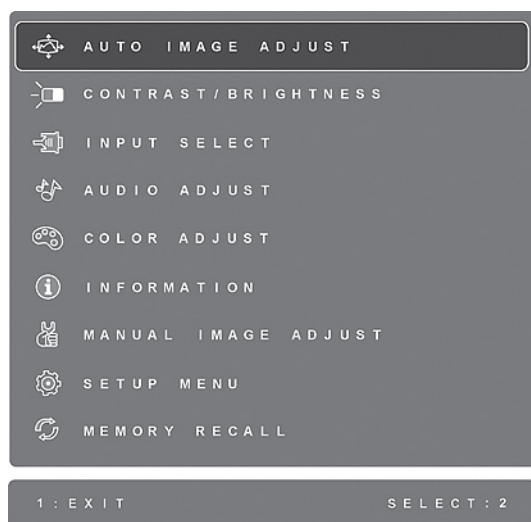 AUTO IMAGE ADJUST
CONTRAST/BRIGHTNESS
INPUT SELECT
AUDIO ADJUST
COLOR ADJUST
INFORMATION
MANUAL IMAGE ADJUST
SETUP MENU
MEMORY RECALL
1:EXIT SELECT:2